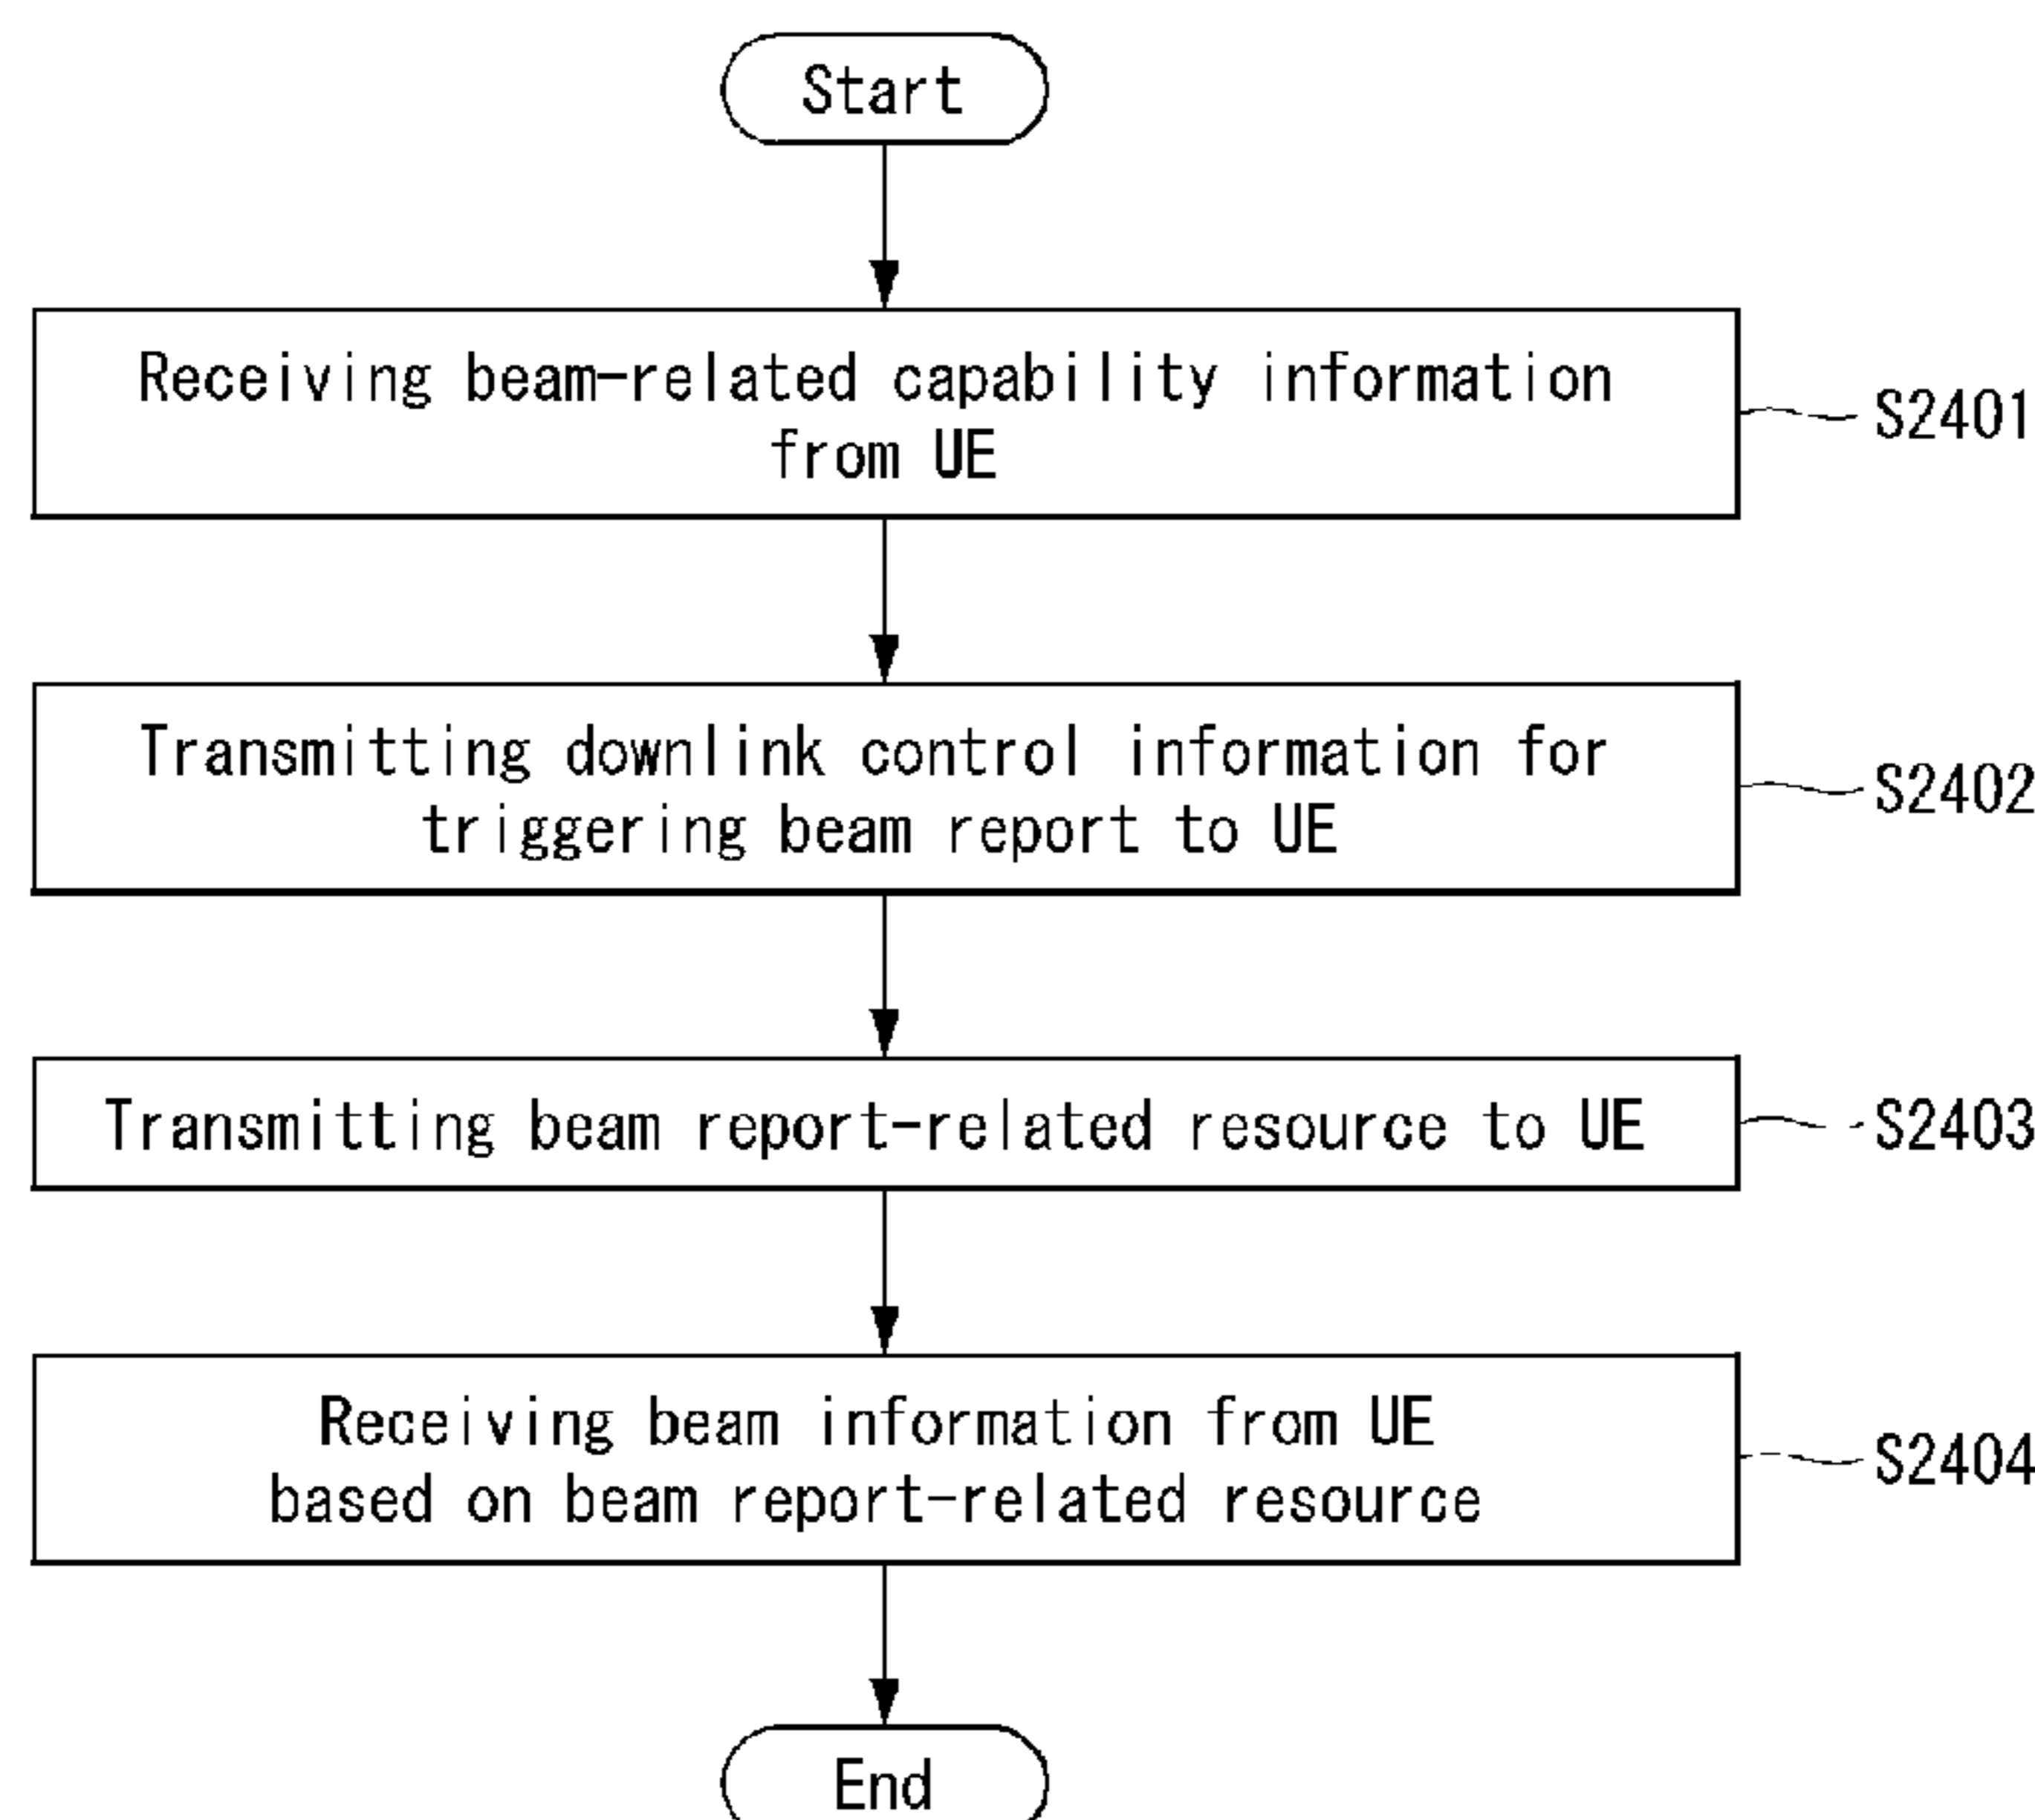 Start
Receiving beam-related capability information
from UE
S2401
Transmitting downlink control information for
triggering beam report to UE
S2402
Transmitting beam report-related resource to UE
S2403
Receiving beam information from UE
based on beam report-related resource
S2404
End